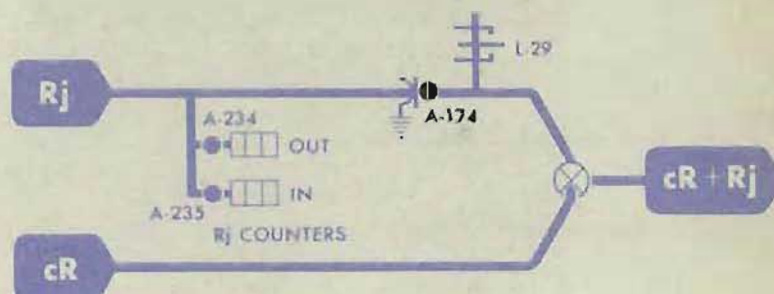 L-29
Rj
A-234
A-174
OUT
cR + Rj
IN
A-235
Rj COUNTERS
cR